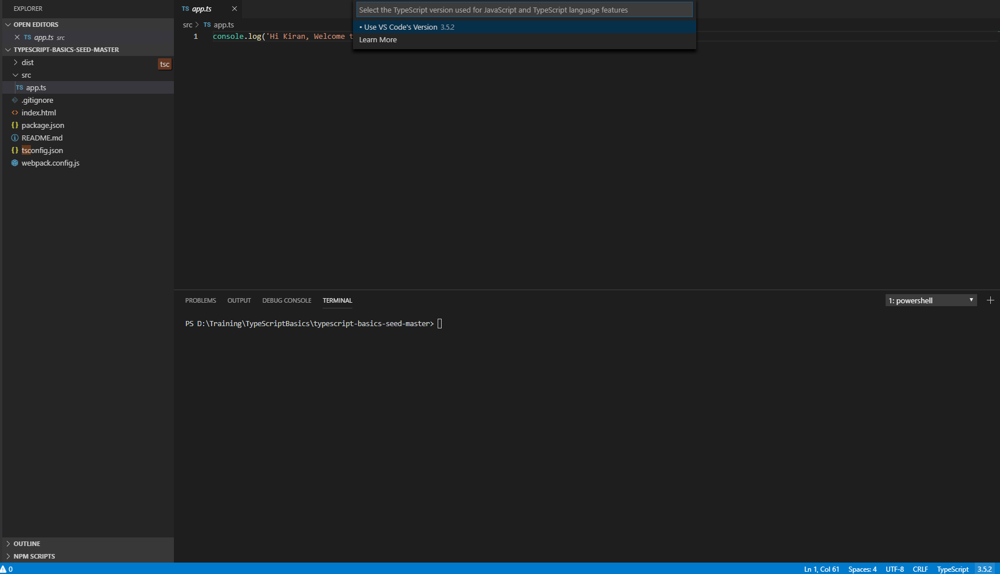 EXPLORER
OPEN EDITORS
TS app.ts src
TYPESCRIPT-BASICS-SEED-MASTER
dist
tsc
src
TS app.ts
.gitignore
index.html
{} package.json
README.md
{} tsconfig.json
webpack.config.js
OUTLINE
NPM SCRIPTS
TS app.ts
src > TS app.ts
1 console.log('Hi Kiran, Welcome t
Select the TypeScript version used for JavaScript and TypeScript language features
• Use VS Code's Version 3.5.2
Learn More
PROBLEMS OUTPUT DEBUG CONSOLE TERMINAL
1: powershell
PS D:\Training\TypeScriptBasics\typescript-basics-seed-master>
0
Ln 1, Col 61 Spaces: 4 UTF-8 CRLF TypeScript 3.5.2